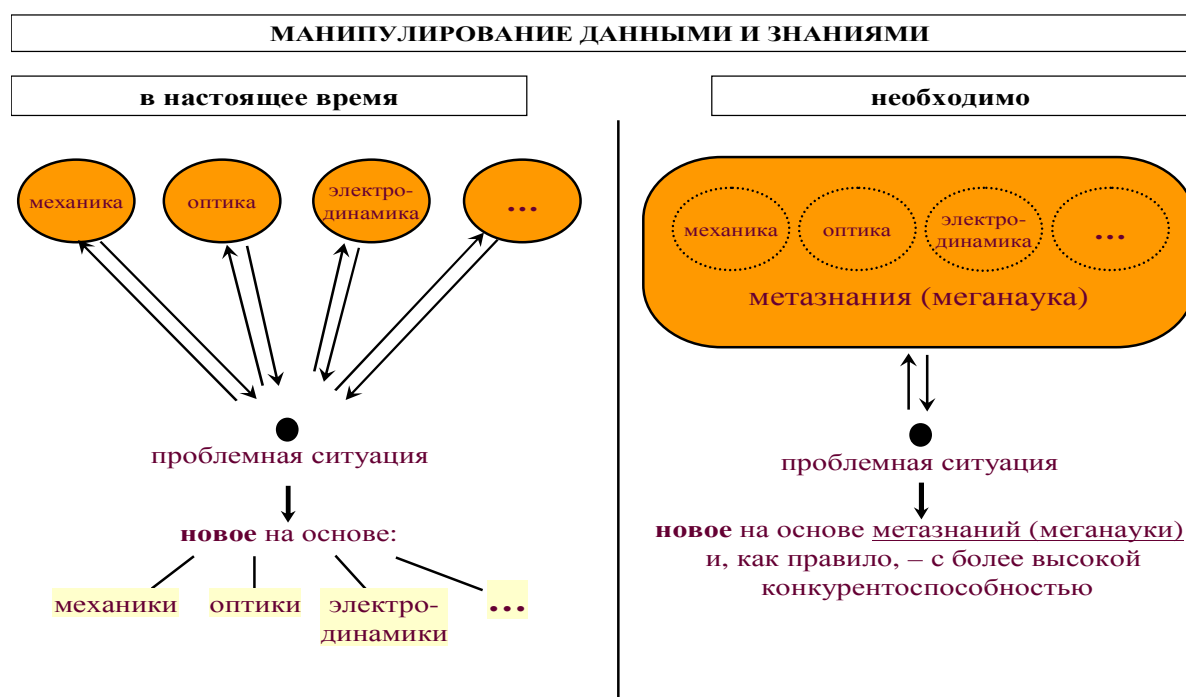 МАНИПУЛИРОВАНИЕ ДАННЫМИ И ЗНАНИЯМИ
в настоящее время
механика
оптика
электро-
динамика
...
проблемная ситуация
новое на основе:
механики
оптики
электро-
динамики
...
необходимо
механика
оптика
электро-
динамика
...
метазнания (меганаука)
проблемная ситуация
новое на основе метазнаний (меганауки)
и, как правило, – с более высокой
конкурентоспособностью